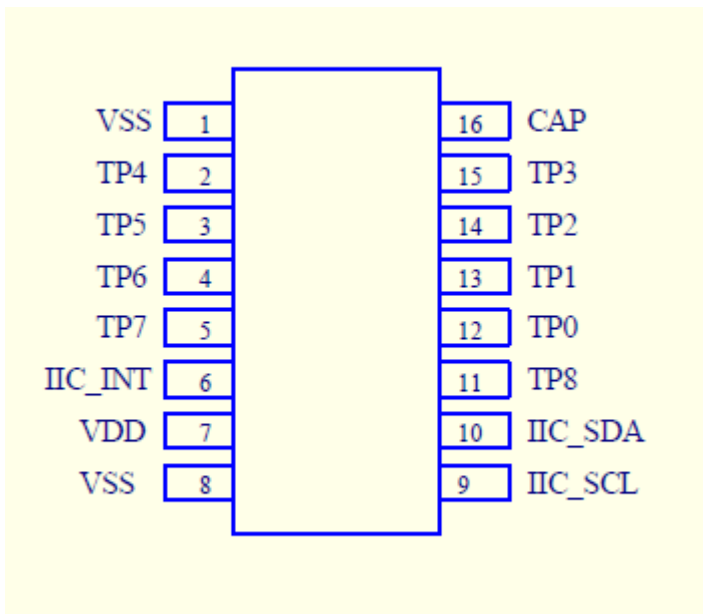 VSS 1 16 CAP
TP4 2 15 TP3
TP5 3 14 TP2
TP6 4 13 TP1
TP7 5 12 TP0
IIC_INT 6 11 TP8
VDD 7 10 IIC_SDA
VSS 8 9 IIC_SCL